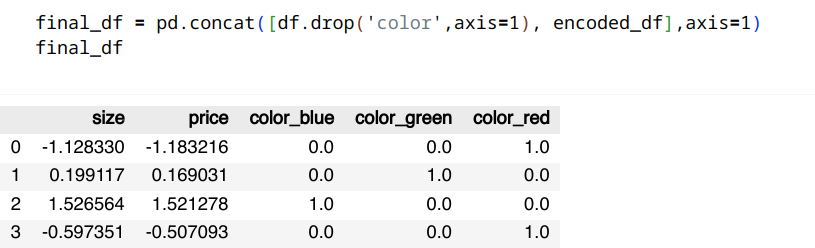 final_df = pd.concat([df.drop('color',axis=1), encoded_df],axis=1)
final_df
size price color_blue color_green color_red
0 -1.128330 -1.183216 0.0 0.0 1.0
1 0.199117 0.169031 0.0 1.0 0.0
2 1.526564 1.521278 1.0 0.0 0.0
3 -0.597351 -0.507093 0.0 0.0 1.0